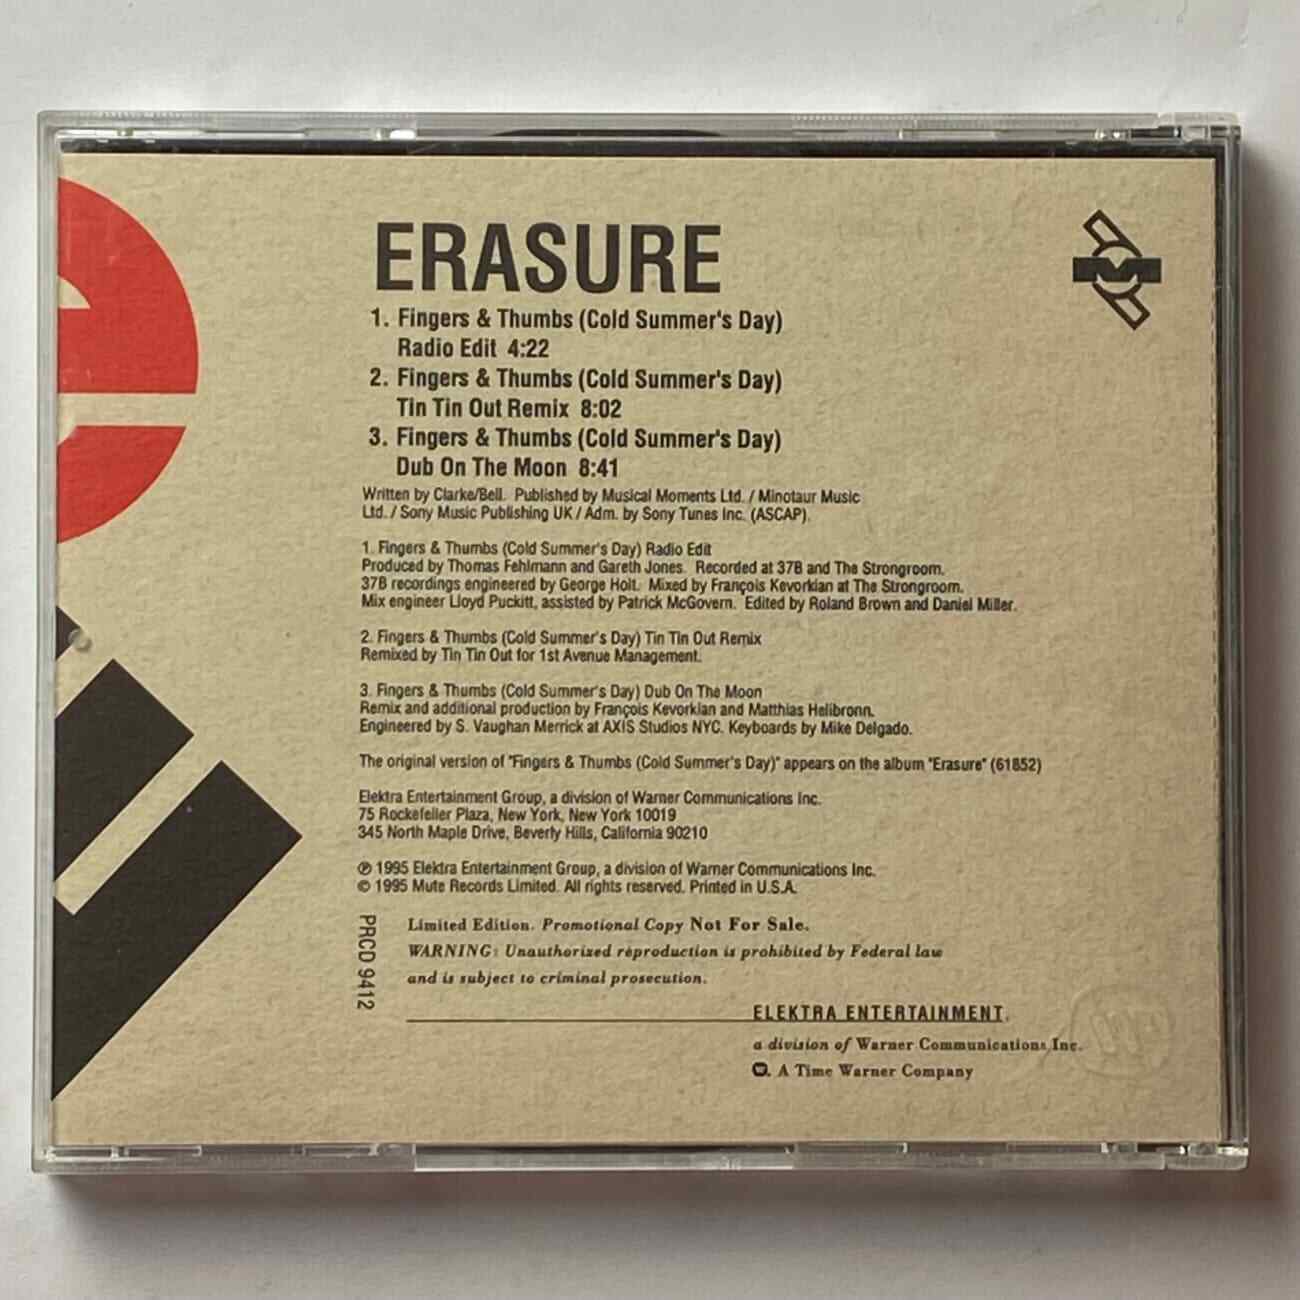 ERASURE
1. Fingers & Thumbs (Cold Summer's Day)
Radio Edit 4:22
2. Fingers & Thumbs (Cold Summer's Day)
Tin Tin Out Remix 8:02
3. Fingers & Thumbs (Cold Summer's Day)
Dub On The Moon 8:41
Written by Clarke/Bell. Published by Musical Moments Ltd. / Minotaur Music
Ltd. / Sony Music Publishing UK / Adm. by Sony Tunes Inc. (ASCAP).
1. Fingers & Thumbs (Cold Summer's Day) Radio Edit
Produced by Thomas Fehlmann and Gareth Jones. Recorded at 37B and The Strongroom.
37B recordings engineered by George Holt. Mixed by François Kevorkian at The Strongroom.
Mix engineer Lloyd Puckitt, assisted by Patrick McGovern. Edited by Roland Brown and Daniel Miller.
2. Fingers & Thumbs (Cold Summer's Day) Tin Tin Out Remix
Remixed by Tin Tin Out for 1st Avenue Management.
3. Fingers & Thumbs (Cold Summer's Day) Dub On The Moon
Remix and additional production by François Kevorkian and Matthias Heilbronn.
Engineered by S. Vaughan Merrick at AXIS Studios NYC. Keyboards by Mike Delgado.
The original version of "Fingers & Thumbs (Cold Summer's Day)" appears on the album "Erasure" (61852)
Elektra Entertainment Group, a division of Warner Communications Inc.
75 Rockefeller Plaza, New York, New York 10019
345 North Maple Drive, Beverly Hills, California 90210
℗ 1995 Elektra Entertainment Group, a division of Warner Communications Inc.
© 1995 Mute Records Limited. All rights reserved. Printed in U.S.A.
PRCD 9412
Limited Edition. Promotional Copy Not For Sale.
WARNING: Unauthorized reproduction is prohibited by Federal law
and is subject to criminal prosecution.
ELEKTRA ENTERTAINMENT,
a division of Warner Communications Inc.
A Time Warner Company